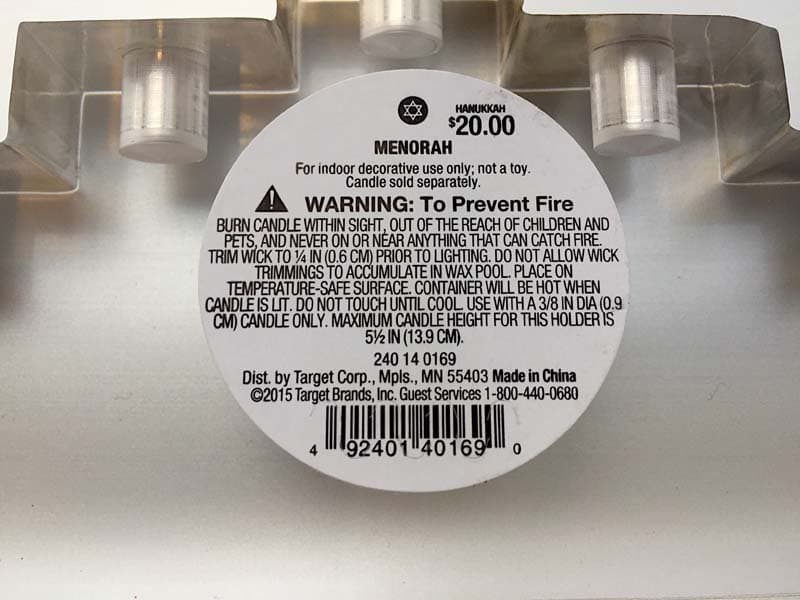 HANUKKAH
$20.00
MENORAH
For indoor decorative use only; not a toy.
Candle sold separately.
WARNING: To Prevent Fire
BURN CANDLE WITHIN SIGHT, OUT OF THE REACH OF CHILDREN AND
PETS, AND NEVER ON OR NEAR ANYTHING THAT CAN CATCH FIRE.
TRIM WICK TO ¼ IN (0.6 CM) PRIOR TO LIGHTING. DO NOT ALLOW WICK
TRIMMINGS TO ACCUMULATE IN WAX POOL. PLACE ON
TEMPERATURE-SAFE SURFACE. CONTAINER WILL BE HOT WHEN
CANDLE IS LIT. DO NOT TOUCH UNTIL COOL. USE WITH A 3/8 IN DIA (0.9
CM) CANDLE ONLY. MAXIMUM CANDLE HEIGHT FOR THIS HOLDER IS
5½ IN (13.9 CM).
240 14 0169
Dist. by Target Corp., Mpls., MN 55403 Made in China
©2015 Target Brands, Inc. Guest Services 1-800-440-0680
4 92401 40169 0